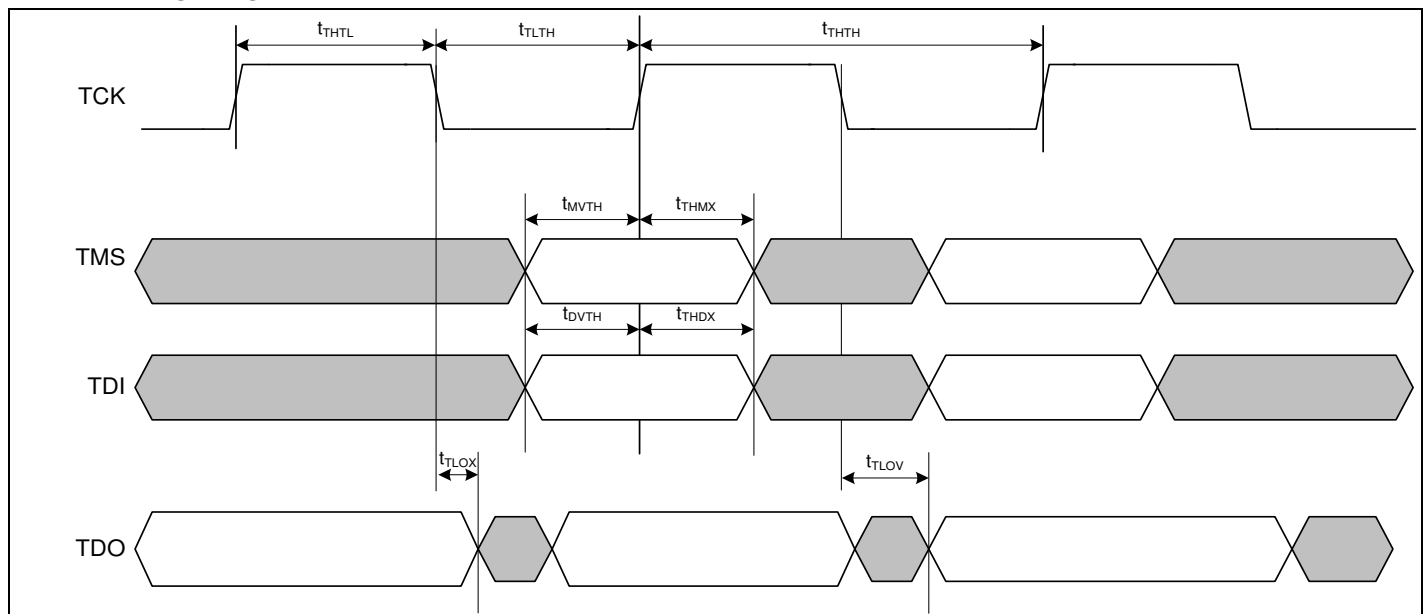 tTHTL tTLTH tTHTH
TCK
tMVTH tTHMX
TMS
tDVTH tTHDX
TDI
tTLOX tTLOV
TDO